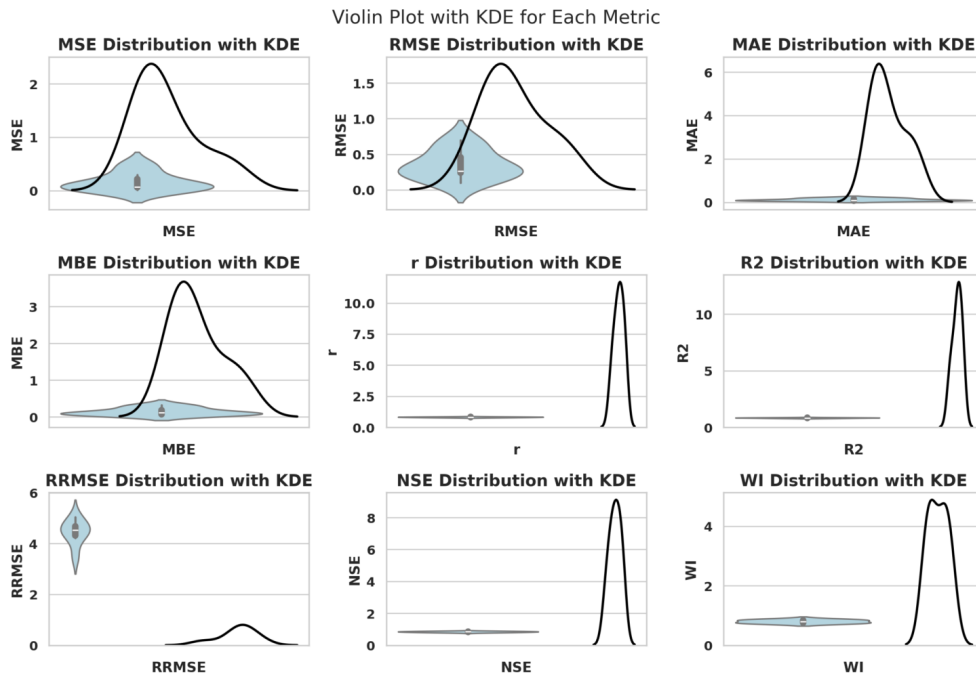 Violin Plot with KDE for Each Metric
MSE Distribution with KDE
MSE
2
1
0
MSE
RMSE Distribution with KDE
RMSE
1.5
1.0
0.5
0.0
RMSE
MAE Distribution with KDE
MAE
6
4
2
0
MAE
MBE Distribution with KDE
MBE
3
2
1
0
MBE
r Distribution with KDE
r
10.0
7.5
5.0
2.5
0.0
r
R2 Distribution with KDE
R2
10
5
0
R2
RRMSE Distribution with KDE
RRMSE
6
4
2
0
RRMSE
NSE Distribution with KDE
NSE
8
6
4
2
0
NSE
WI Distribution with KDE
WI
4
2
0
WI